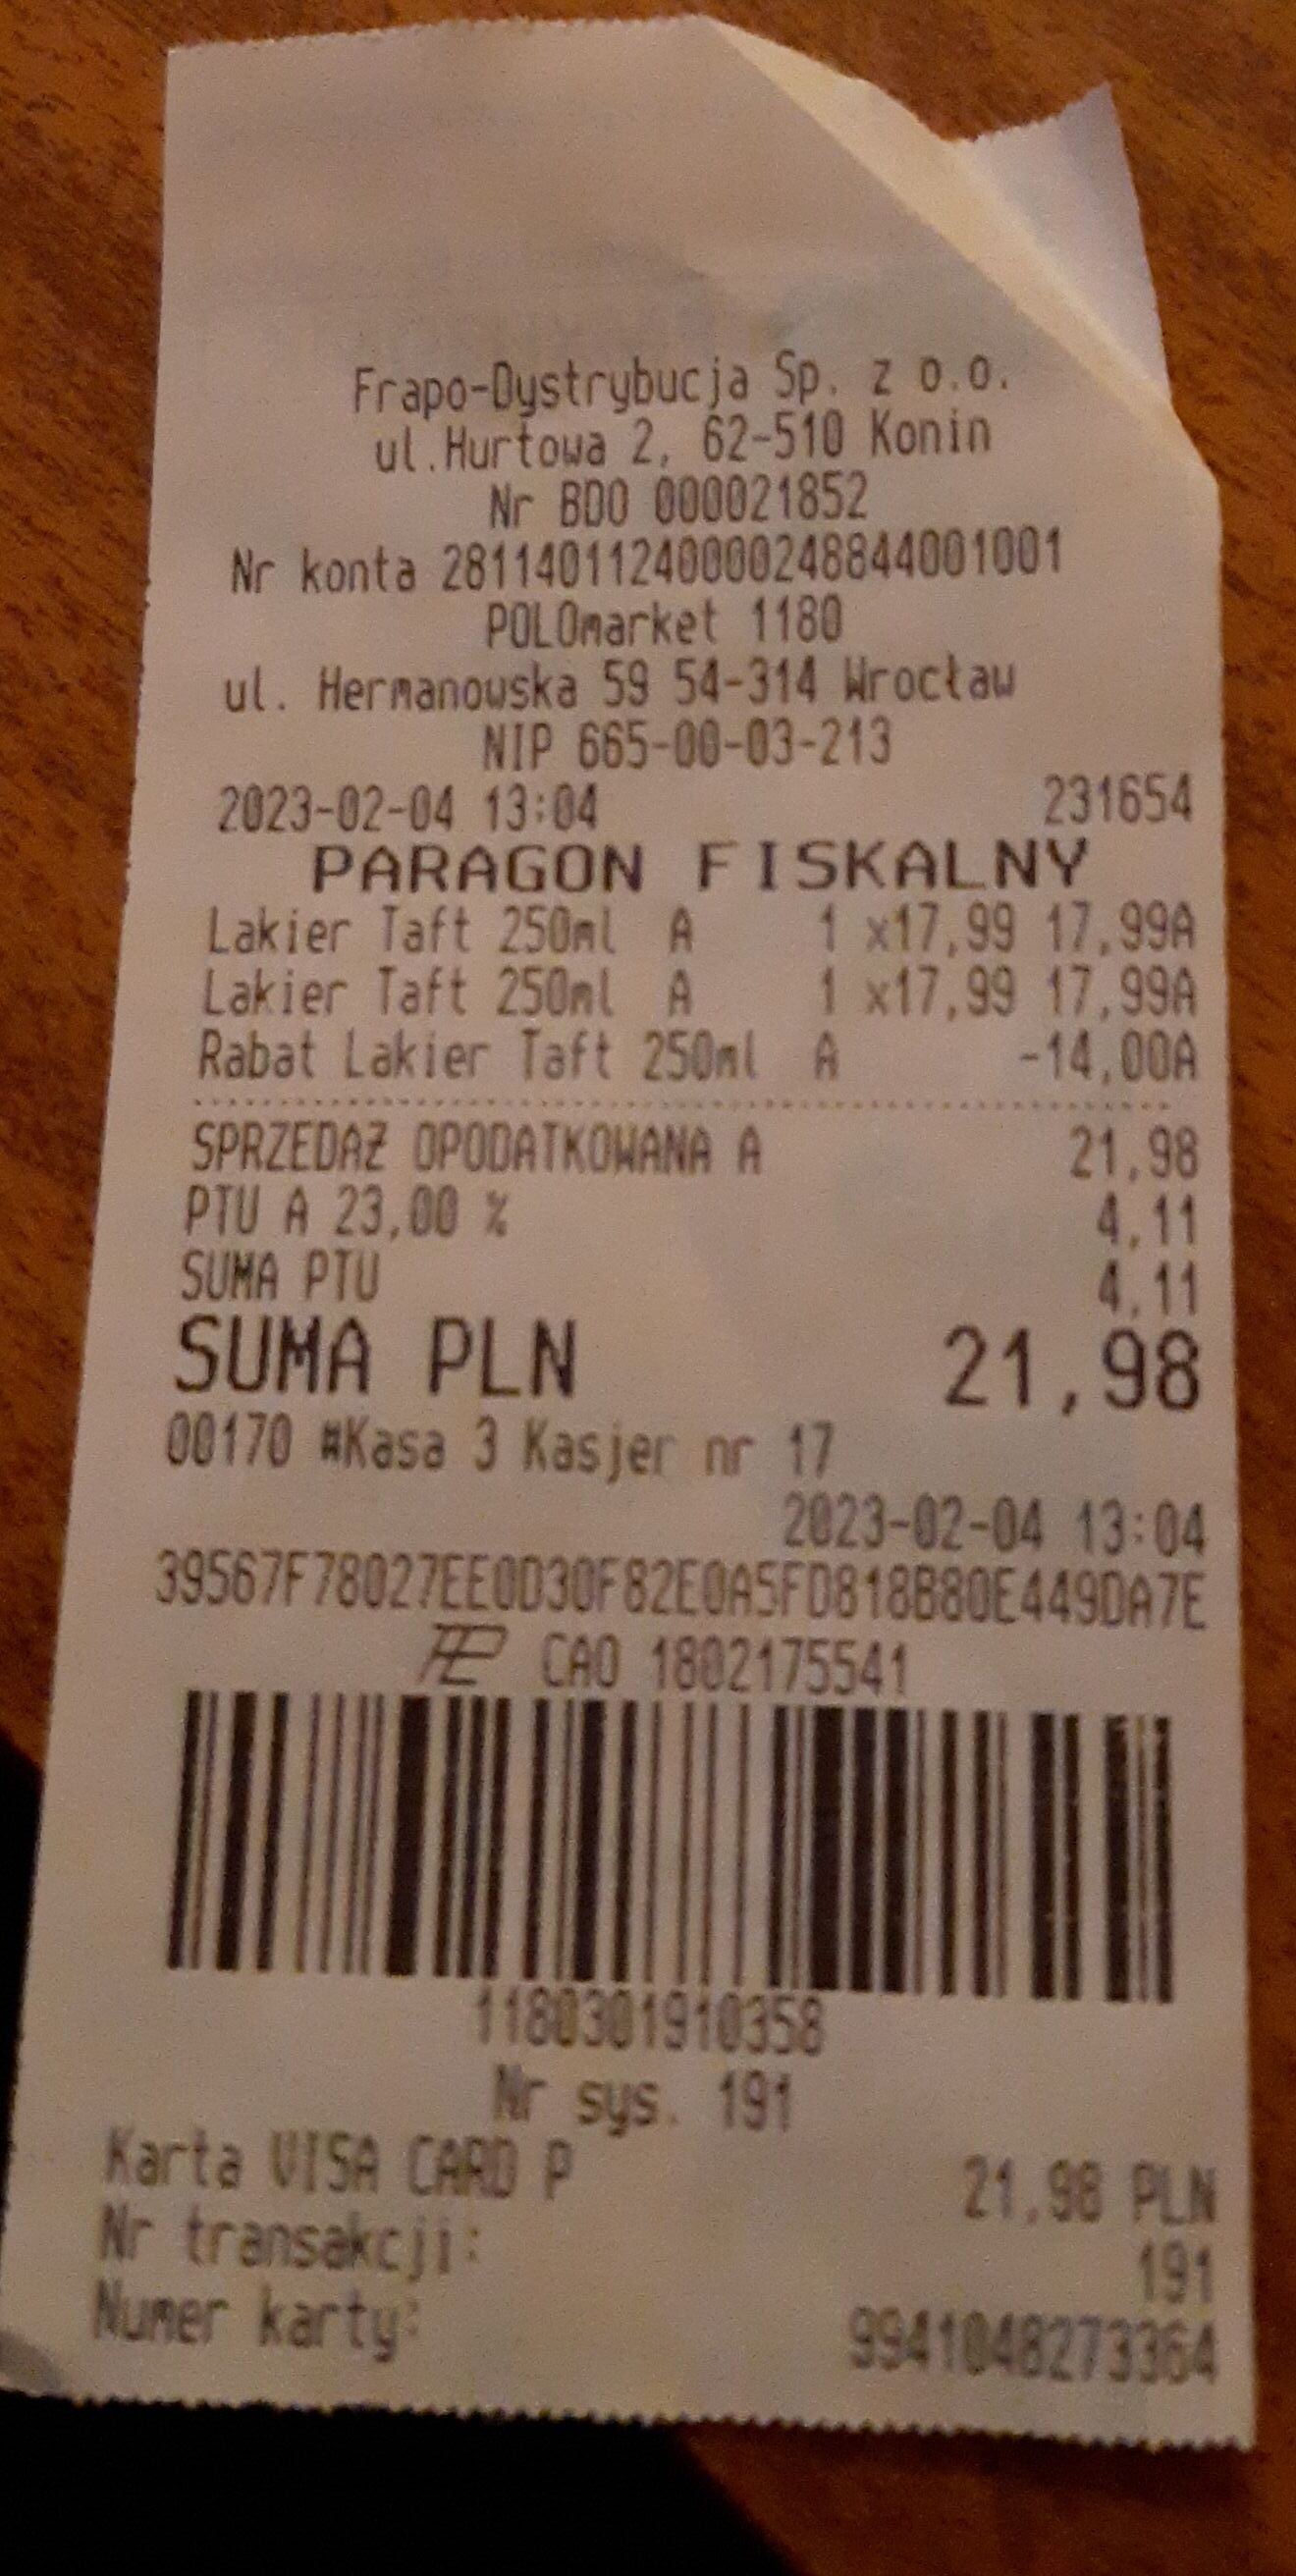 Frapo-Dystrybucja Sp. z o.o.
ul.Hurtowa 2, 62-510 Konin
Nr BDO 000021852
Nr konta 28114011240000248844001001
POLOmarket 1180
ul. Hermanowska 59 54-314 Wrocław
NIP 665-00-03-213
2023-02-04 13:04 231654
PARAGON FISKALNY
Lakier Taft 250ml A 1 x17,99 17,99A
Lakier Taft 250ml A 1 x17,99 17,99A
Rabat Lakier Taft 250ml A -14,00A
SPRZEDAŻ OPODATKOWANA A 21,98
PTU A 23,00 % 4,11
SUMA PTU 4,11
SUMA PLN 21,98
00170 #Kasa 3 Kasjer nr 17
2023-02-04 13:04
39567F78027EE0D30F82E0A5FD818B80E449DA7E
CAO 1802175541
1180301910358
Nr sys. 191
Karta VISA CARD P 21,98 PLN
Nr transakcji: 191
Numer karty: 9941048273364